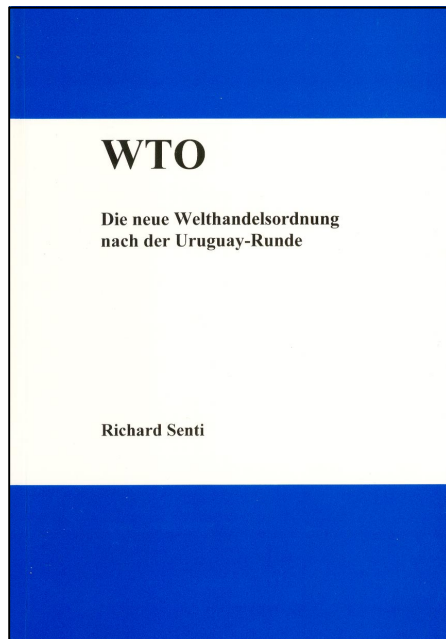 WTO
Die neue Welthandelsordnung
nach der Uruguay-Runde
Richard Senti